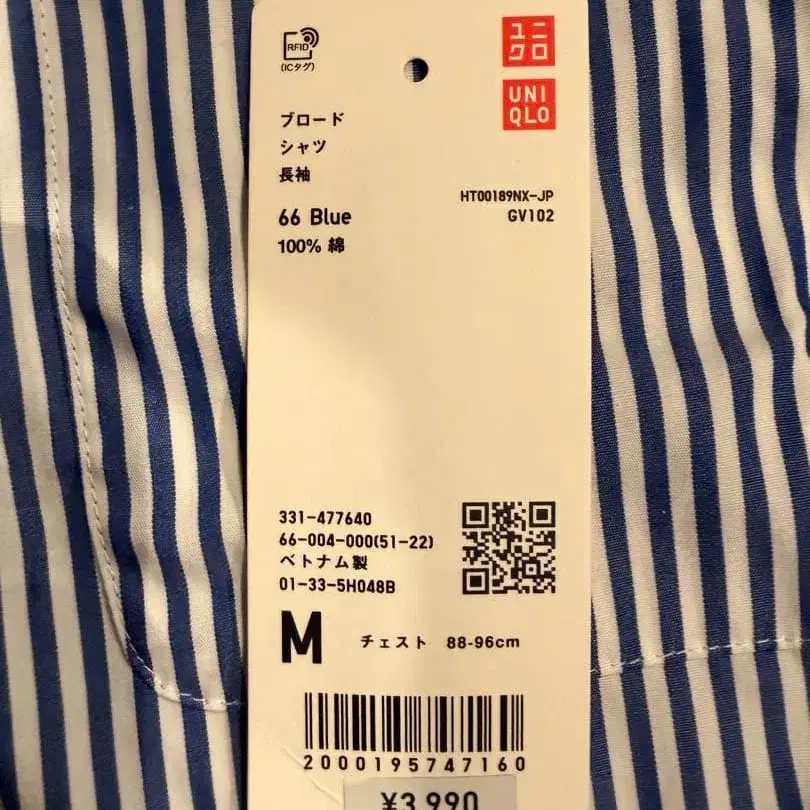 RFID
(ICタグ)
ユニ
クロ
UNI
QLO
ブロード
シャツ
長袖
HT00189NX-JP
GV102
66 Blue
100% 綿
331-477640
66-004-000(51-22)
ベトナム製
01-33-5H048B
M チェスト 88-96cm
2000195747160
¥3,990